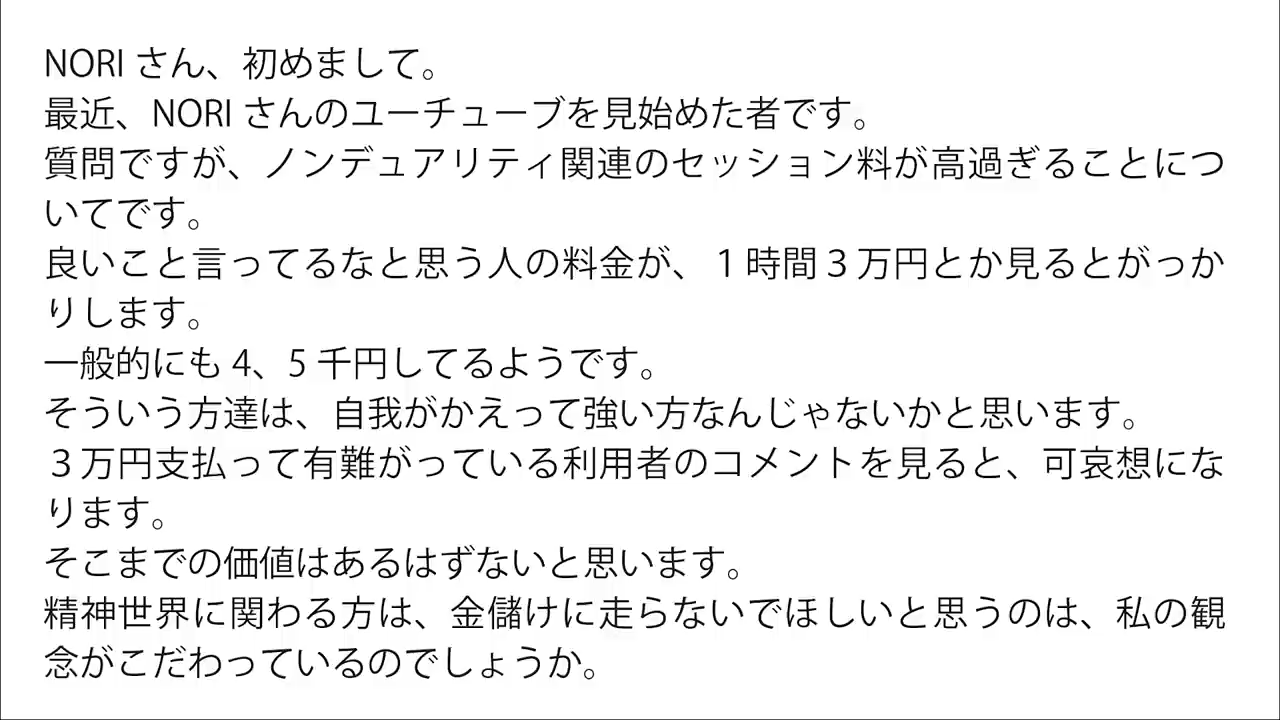 NORI さん、初めまして。
最近、NORI さんのユーチューブを見始めた者です。
質問ですが、ノンデュアリティ関連のセッション料が高過ぎることにつ
いてです。
良いこと言ってるなと思う人の料金が、１時間３万円とか見るとがっか
りします。
一般的にも 4、5 千円してるようです。
そういう方達は、自我がかえって強い方なんじゃないかと思います。
３万円支払って有難がっている利用者のコメントを見ると、可哀想にな
ります。
そこまでの価値はあるはずないと思います。
精神世界に関わる方は、金儲けに走らないでほしいと思うのは、私の観
念がこだわっているのでしょうか。